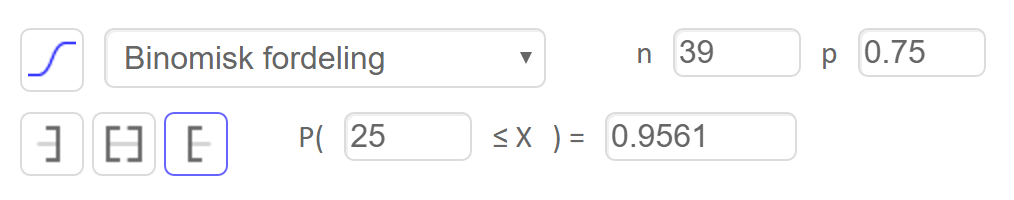 Binomisk fordeling n 39 p 0.75
P( 25 ≤ X ) = 0.9561